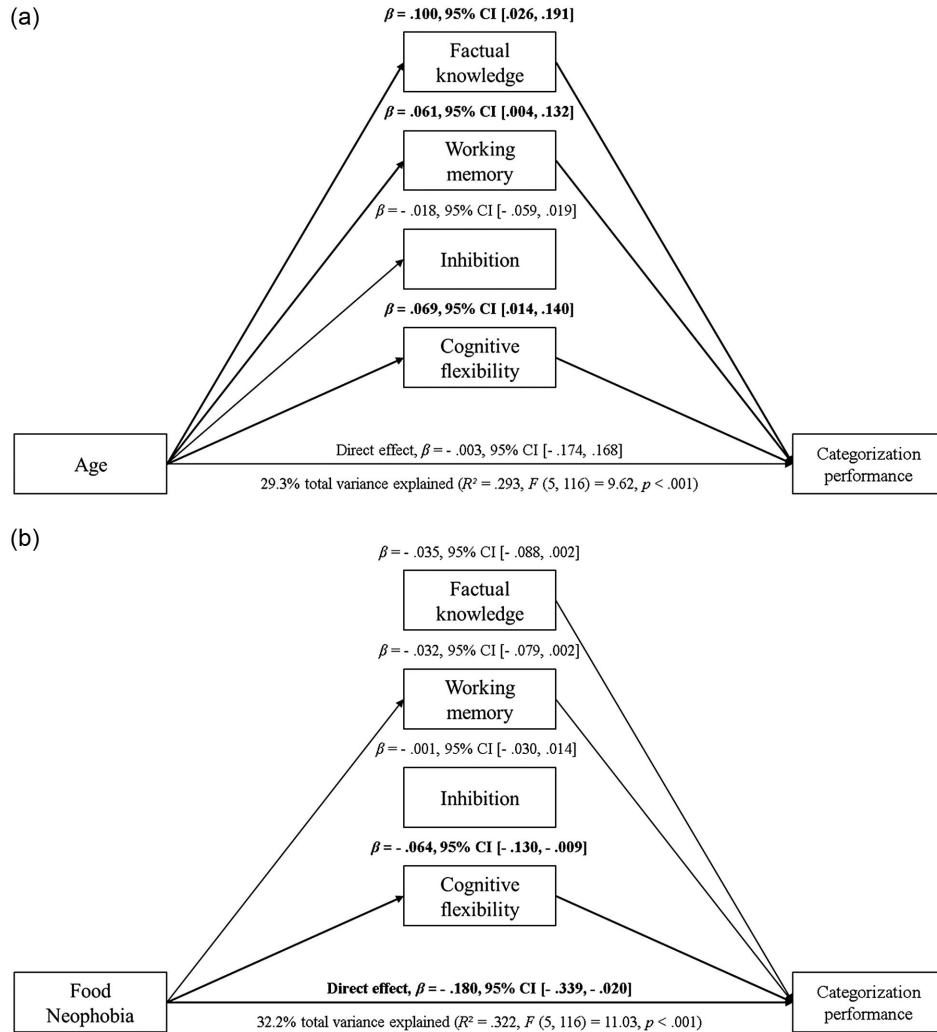 (a)
β = .100, 95% CI [.026, .191]
Factual
knowledge
β = .061, 95% CI [.004, .132]
Working
memory
β = - .018, 95% CI [- .059, .019]
Inhibition
β = .069, 95% CI [.014, .140]
Cognitive
flexibility
Age
Direct effect, β = - .003, 95% CI [- .174, .168]
29.3% total variance explained (R² = .293, F (5, 116) = 9.62, p < .001)
Categorization
performance
(b)
β = - .035, 95% CI [- .088, .002]
Factual
knowledge
β = - .032, 95% CI [- .079, .002]
Working
memory
β = - .001, 95% CI [- .030, .014]
Inhibition
β = - .064, 95% CI [- .130, - .009]
Cognitive
flexibility
Food
Neophobia
Direct effect, β = - .180, 95% CI [- .339, - .020]
32.2% total variance explained (R² = .322, F (5, 116) = 11.03, p < .001)
Categorization
performance